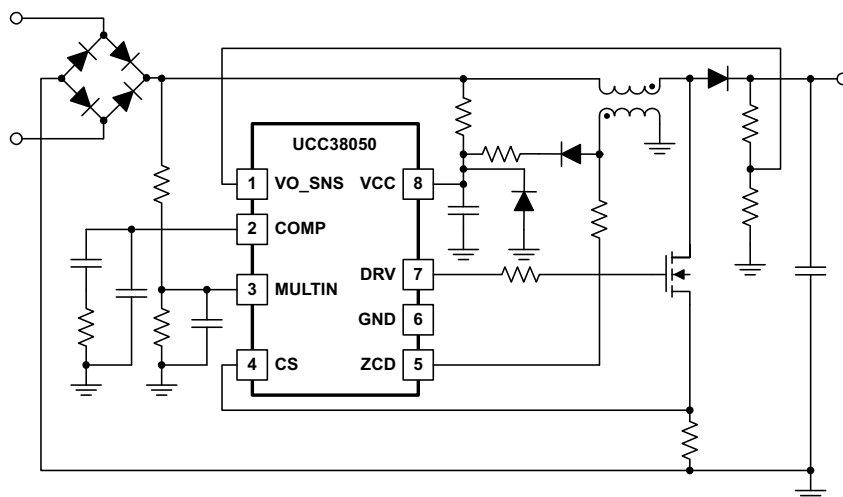 UCC38050
1 VO_SNS VCC 8
2 COMP
DRV 7
3 MULTIN
GND 6
4 CS ZCD 5